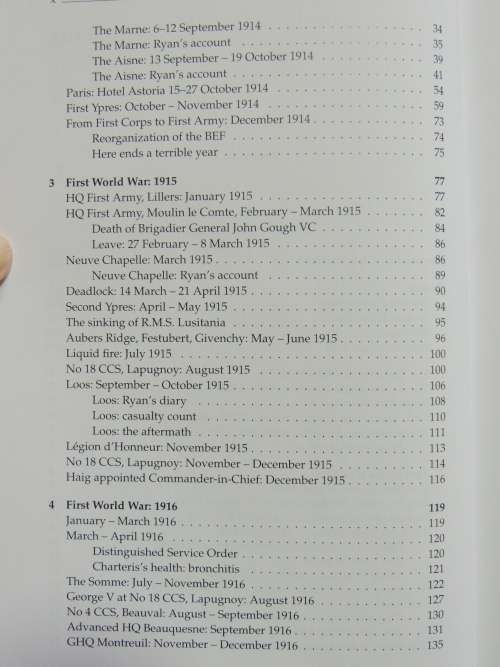 x
The Marne: 6–12 September 1914 . . . . . . . . . . . . . . . . . . . 34
The Marne: Ryan's account . . . . . . . . . . . . . . . . . . . 35
The Aisne: 13 September – 19 October 1914 . . . . . . . . . . . . 39
The Aisne: Ryan's account . . . . . . . . . . . . . . . . . . . . 41
Paris: Hotel Astoria 15–27 October 1914 . . . . . . . . . . . . . . . 54
First Ypres: October – November 1914 . . . . . . . . . . . . . . . . 59
From First Corps to First Army: December 1914 . . . . . . . . . . . 73
Reorganization of the BEF . . . . . . . . . . . . . . . . . . . . 74
Here ends a terrible year . . . . . . . . . . . . . . . . . . . . 75
3 First World War: 1915 77
HQ First Army, Lillers: January 1915 . . . . . . . . . . . . . . . . 77
HQ First Army, Moulin le Comte, February – March 1915 . . . . . . . 82
Death of Brigadier General John Gough VC . . . . . . . . . . . 84
Leave: 27 February – 8 March 1915 . . . . . . . . . . . . . . . 86
Neuve Chapelle: March 1915 . . . . . . . . . . . . . . . . . . . . . 86
Neuve Chapelle: Ryan's account . . . . . . . . . . . . . . . . 89
Deadlock: 14 March – 21 April 1915 . . . . . . . . . . . . . . . . . 90
Second Ypres: April – May 1915 . . . . . . . . . . . . . . . . . . . 94
The sinking of R.M.S. Lusitania . . . . . . . . . . . . . . . . . . . 95
Aubers Ridge, Festubert, Givenchy: May – June 1915 . . . . . . . . . 96
Liquid fire: July 1915 . . . . . . . . . . . . . . . . . . . . . . . 100
No 18 CCS, Lapugnoy: August 1915 . . . . . . . . . . . . . . . . . 100
Loos: September – October 1915 . . . . . . . . . . . . . . . . . . . 106
Loos: Ryan's diary . . . . . . . . . . . . . . . . . . . . . . . 108
Loos: casualty count . . . . . . . . . . . . . . . . . . . . . . 110
Loos: the aftermath . . . . . . . . . . . . . . . . . . . . . . . 111
Légion d'Honneur: November 1915 . . . . . . . . . . . . . . . . . . 113
No 18 CCS, Lapugnoy: November – December 1915 . . . . . . . . . 114
Haig appointed Commander-in-Chief: December 1915 . . . . . . . . 116
4 First World War: 1916 119
January – March 1916 . . . . . . . . . . . . . . . . . . . . . . . . 119
March – April 1916 . . . . . . . . . . . . . . . . . . . . . . . . . 120
Distinguished Service Order . . . . . . . . . . . . . . . . . . . 120
Charteris's health: bronchitis . . . . . . . . . . . . . . . . . . 121
The Somme: July – November 1916 . . . . . . . . . . . . . . . . . . 122
George V at No 18 CCS, Lapugnoy: August 1916 . . . . . . . . . . . 127
No 4 CCS, Beauval: August – September 1916 . . . . . . . . . . . . 130
Advanced HQ Beauquesne: September 1916 . . . . . . . . . . . . . 131
GHQ Montreuil: November – December 1916 . . . . . . . . . . . . . 135